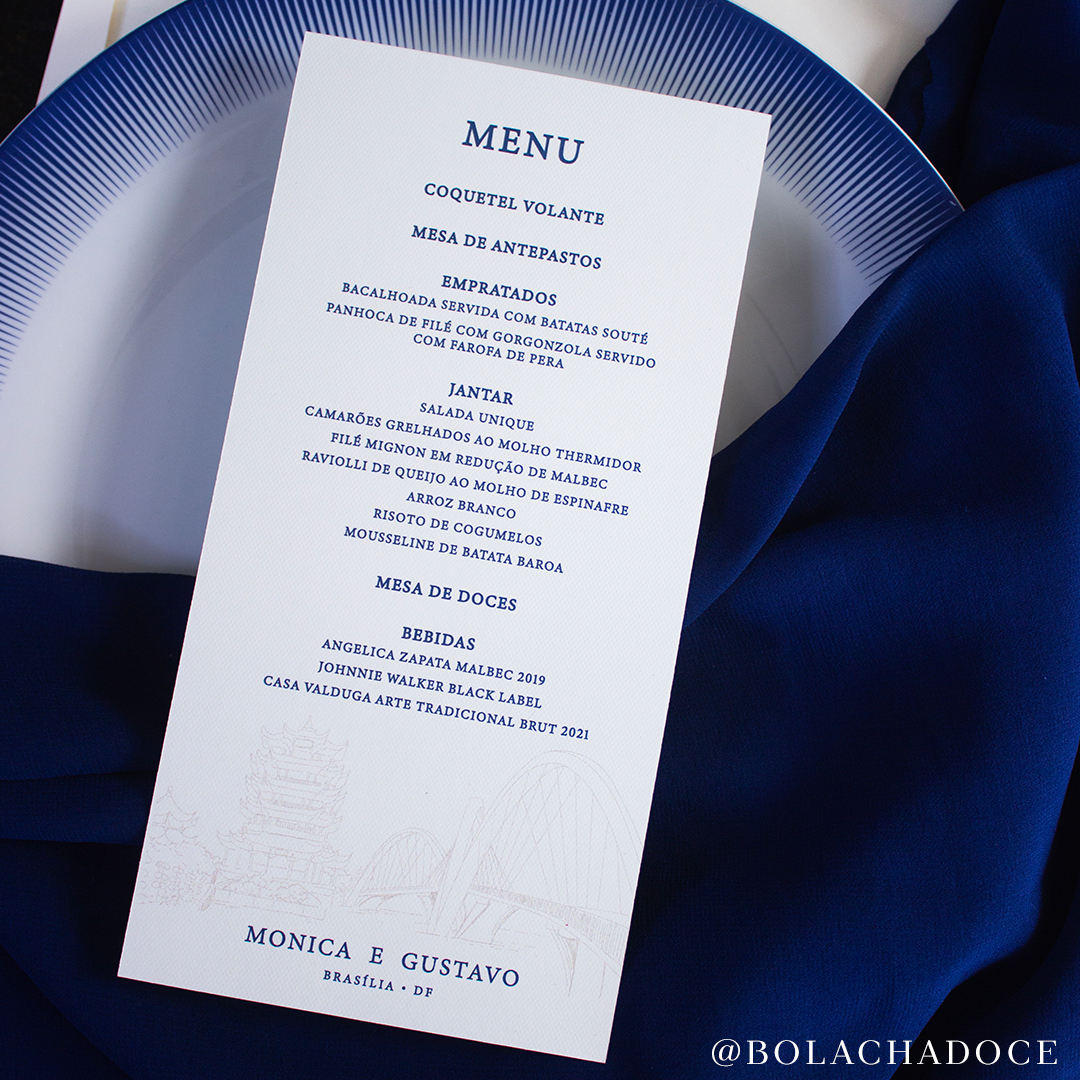 MENU
COQUETEL VOLANTE
MESA DE ANTEPASTOS
EMPRATADOS
BACALHOADA SERVIDA COM BATATAS SOUTÉ
PANHOCA DE FILÉ COM GORGONZOLA SERVIDO
COM FAROFA DE PERA
JANTAR
SALADA UNIQUE
CAMARÕES GRELHADOS AO MOLHO THERMIDOR
FILÉ MIGNON EM REDUÇÃO DE MALBEC
RAVIOLLI DE QUEIJO AO MOLHO DE ESPINAFRE
ARROZ BRANCO
RISOTO DE COGUMELOS
MOUSSELINE DE BATATA BAROA
MESA DE DOCES
BEBIDAS
ANGELICA ZAPATA MALBEC 2019
JOHNNIE WALKER BLACK LABEL
CASA VALDUGA ARTE TRADICIONAL BRUT 2021
MONICA E GUSTAVO
BRASÍLIA • DF
@BOLACHADOCE